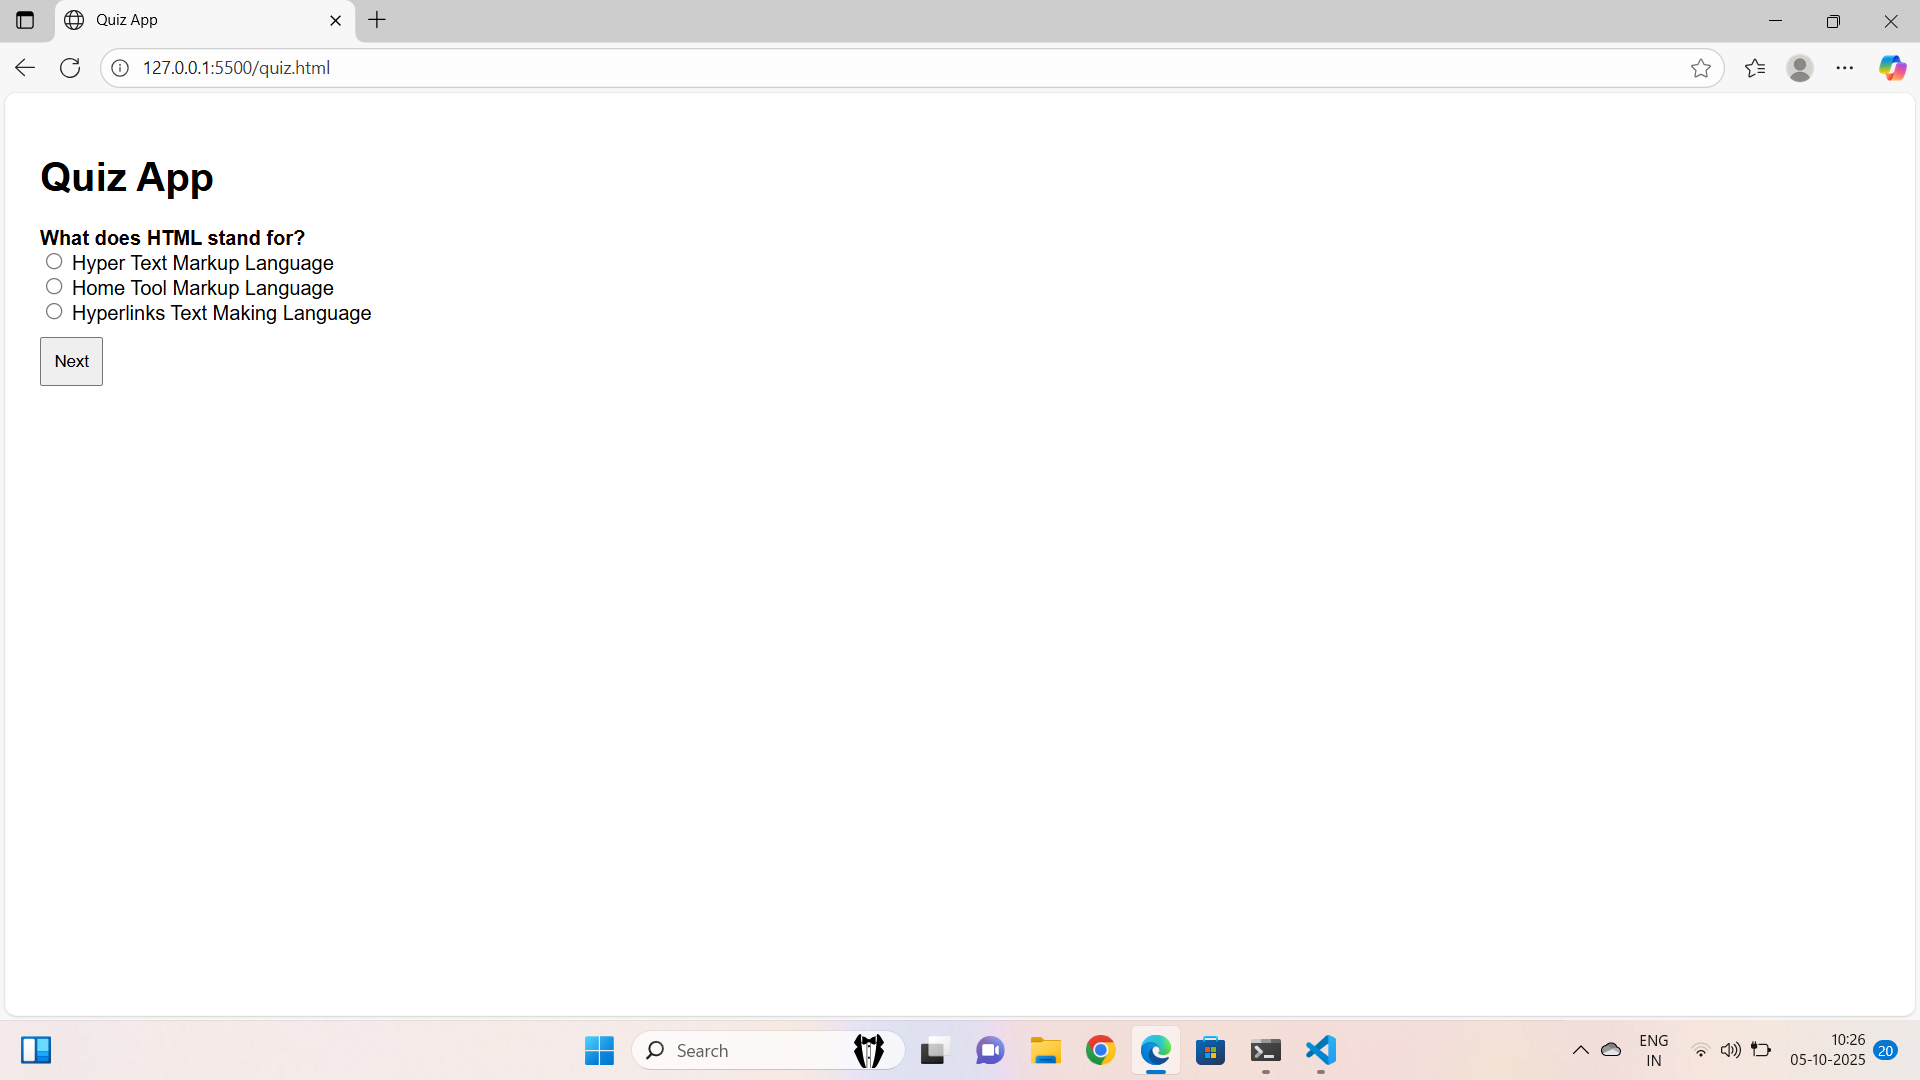 Quiz App
127.0.0.1:5500/quiz.html
Quiz App
What does HTML stand for?
Hyper Text Markup Language
Home Tool Markup Language
Hyperlinks Text Making Language
Next
Search
ENG
IN
10:26
05-10-2025
20